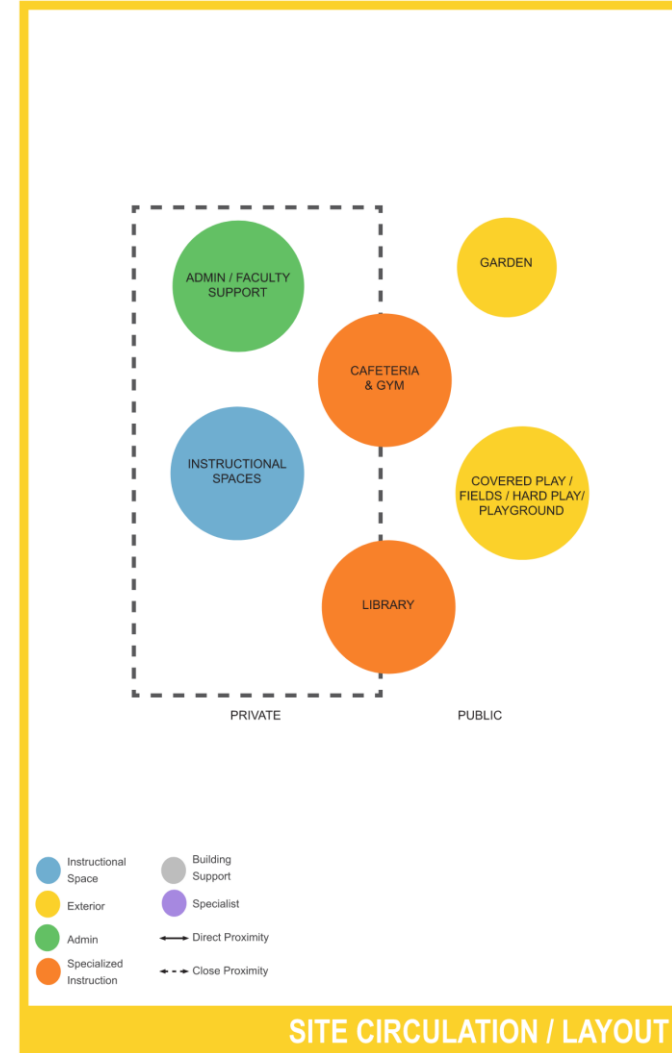 ADMIN / FACULTY
SUPPORT
GARDEN
CAFETERIA
& GYM
INSTRUCTIONAL
SPACES
COVERED PLAY /
FIELDS / HARD PLAY/
PLAYGROUND
LIBRARY
PRIVATE
PUBLIC
Instructional
Space
Exterior
Admin
Specialized
Instruction
Building
Support
Specialist
Direct Proximity
Close Proximity
SITE CIRCULATION / LAYOUT